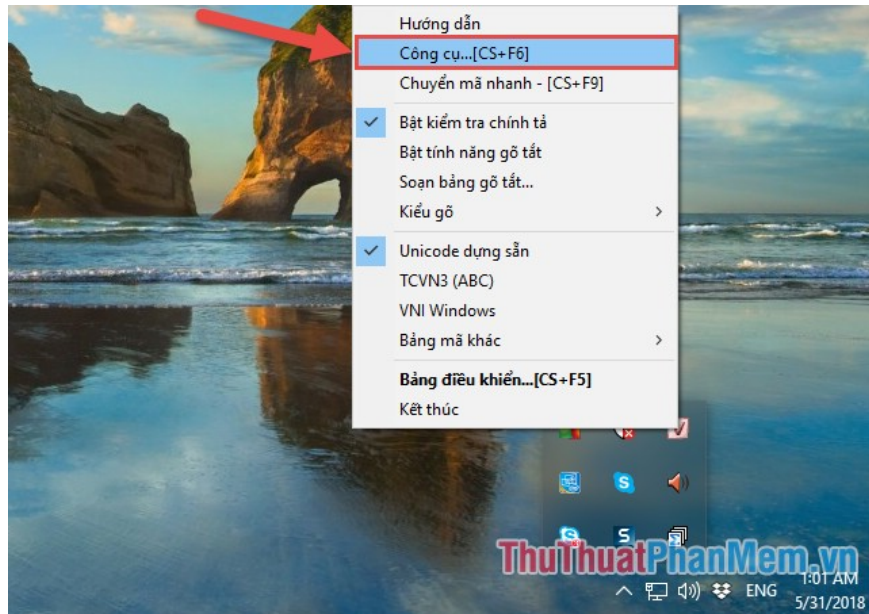 Hướng dẫn
Công cụ...[CS+F6]
Chuyển mã nhanh - [CS+F9]
Bật kiểm tra chính tả
Bật tính năng gõ tắt
Soạn bảng gõ tắt...
Kiểu gõ
Unicode dựng sẵn
TCVN3 (ABC)
VNI Windows
Bảng mã khác
Bảng điều khiển...[CS+F5]
Kết thúc
ThuThuatPhanMem.vn
ENG
1:01 AM
5/31/2018